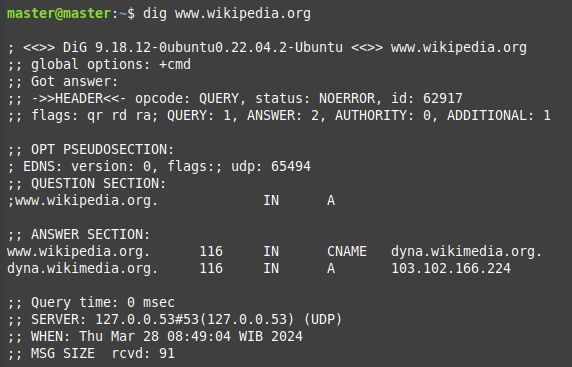 master@master:~$ dig www.wikipedia.org
; <<>> DiG 9.18.12-0ubuntu0.22.04.2-Ubuntu <<>> www.wikipedia.org
;; global options: +cmd
;; Got answer:
;; ->>HEADER<<- opcode: QUERY, status: NOERROR, id: 62917
;; flags: qr rd ra; QUERY: 1, ANSWER: 2, AUTHORITY: 0, ADDITIONAL: 1
;; OPT PSEUDOSECTION:
; EDNS: version: 0, flags:; udp: 65494
;; QUESTION SECTION:
;www.wikipedia.org. IN A
;; ANSWER SECTION:
www.wikipedia.org. 116 IN CNAME dyna.wikimedia.org.
dyna.wikimedia.org. 116 IN A 103.102.166.224
;; Query time: 0 msec
;; SERVER: 127.0.0.53#53(127.0.0.53) (UDP)
;; WHEN: Thu Mar 28 08:49:04 WIB 2024
;; MSG SIZE rcvd: 91